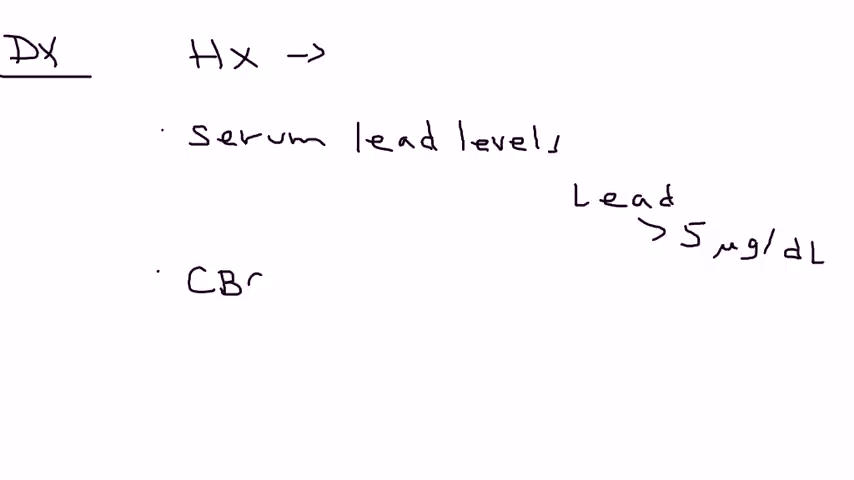 DX Hx →
· Serum lead levels
Lead
> 5 µg/dL
· CBC